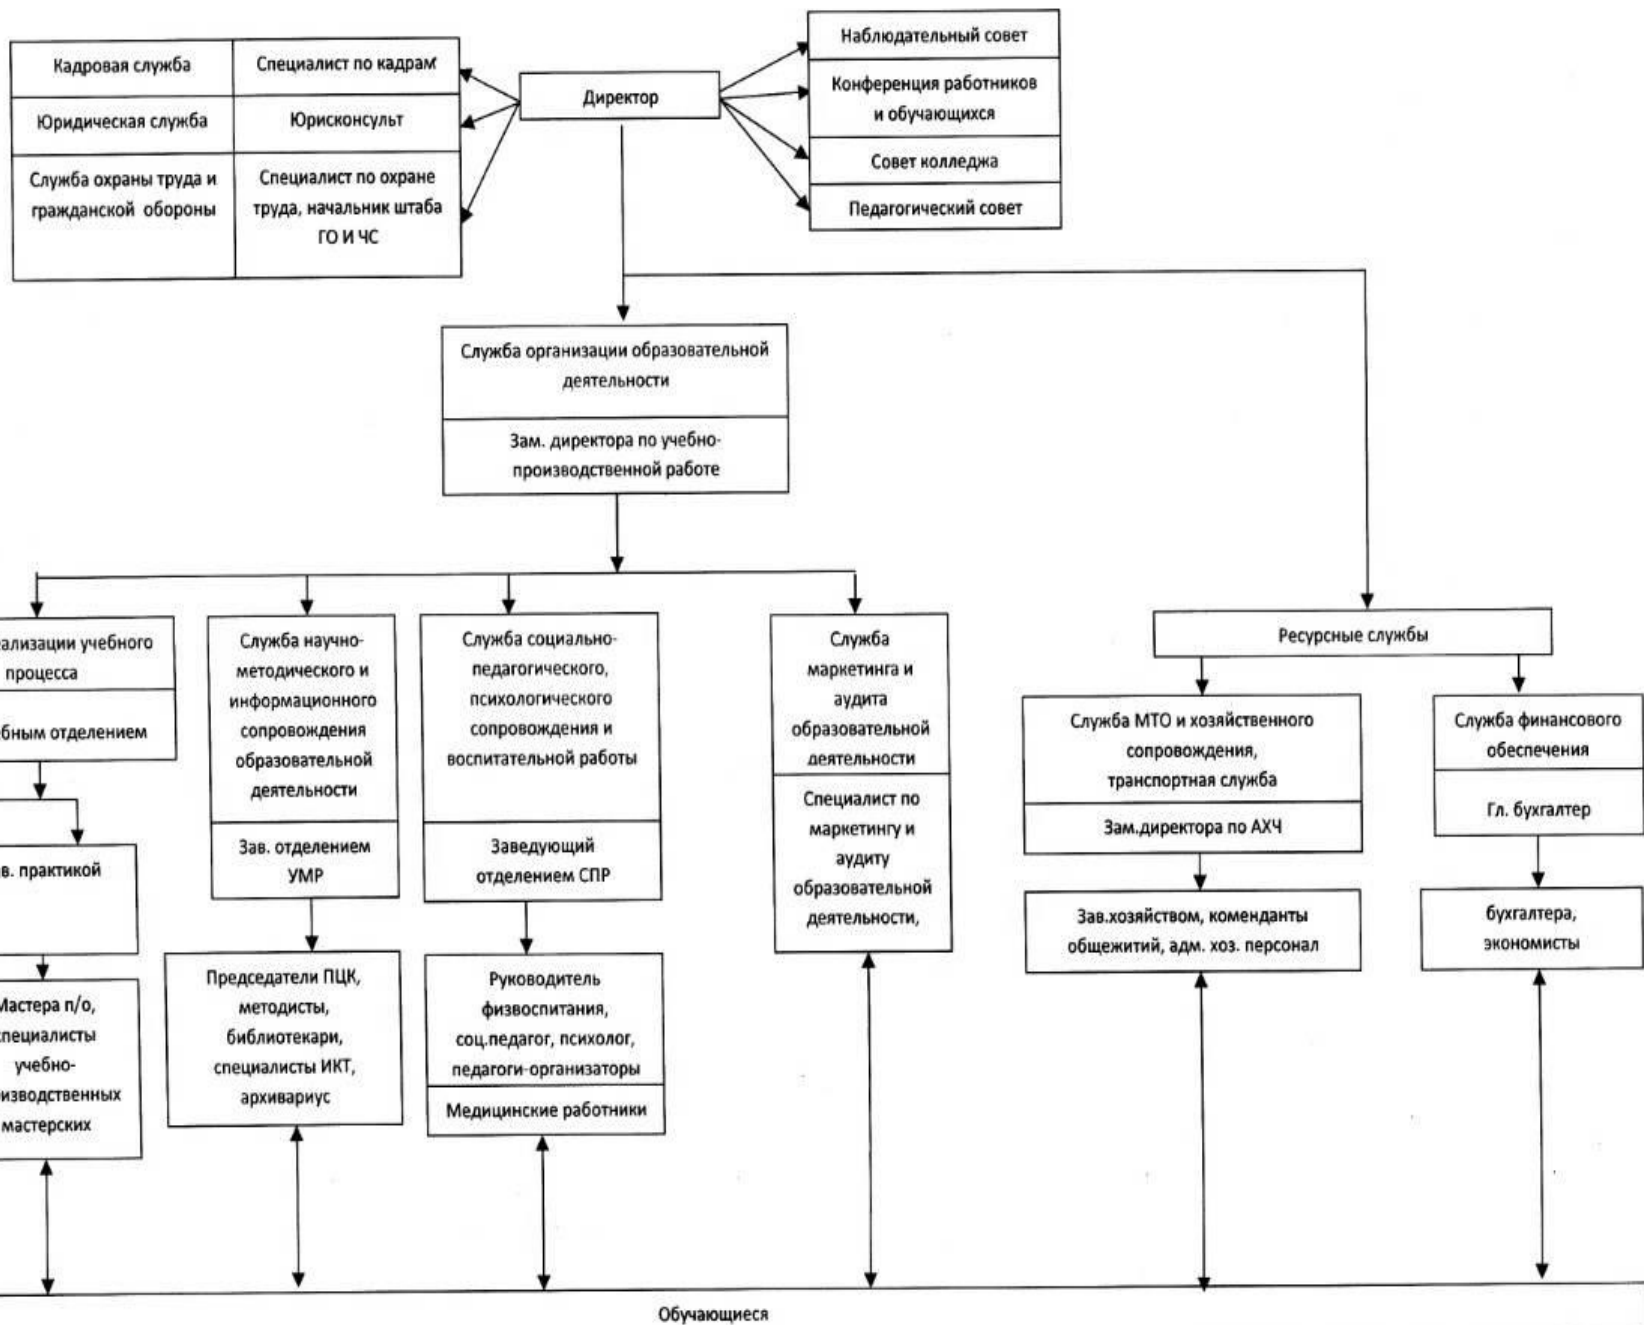 Кадровая служба
Специалист по кадрам
Юридическая служба
Юрисконсульт
Служба охраны труда и
гражданской обороны
Специалист по охране
труда, начальник штаба
ГО И ЧС
Директор
Наблюдательный совет
Конференция работников
и обучающихся
Совет колледжа
Педагогический совет
Служба организации образовательной
деятельности
Зам. директора по учебно-
производственной работе
учебного
процесса
отделением
практикой
Мастера п/о,
учебно-
мастерских
Служба научно-
методического и
информационного
сопровождения
образовательной
деятельности
Зав. отделением
УМР
Председатели ПЦК,
методисты,
библиотекари,
специалисты ИКТ,
архивариус
Служба социально-
педагогического,
психологического
сопровождения и
воспитательной работы
Заведующий
отделением СПР
Руководитель
физвоспитания,
соц.педагог, психолог,
педагоги-организаторы
Медицинские работники
Служба
маркетинга и
аудита
образовательной
деятельности
Специалист по
маркетингу и
аудиту
образовательной
деятельности,
Ресурсные службы
Служба МТО и хозяйственного
сопровождения,
транспортная служба
Зам.директора по АХЧ
Зав.хозяйством, коменданты
общежитий, адм. хоз. персонал
Служба финансового
обеспечения
Гл. бухгалтер
бухгалтера,
экономисты
Обучающиеся